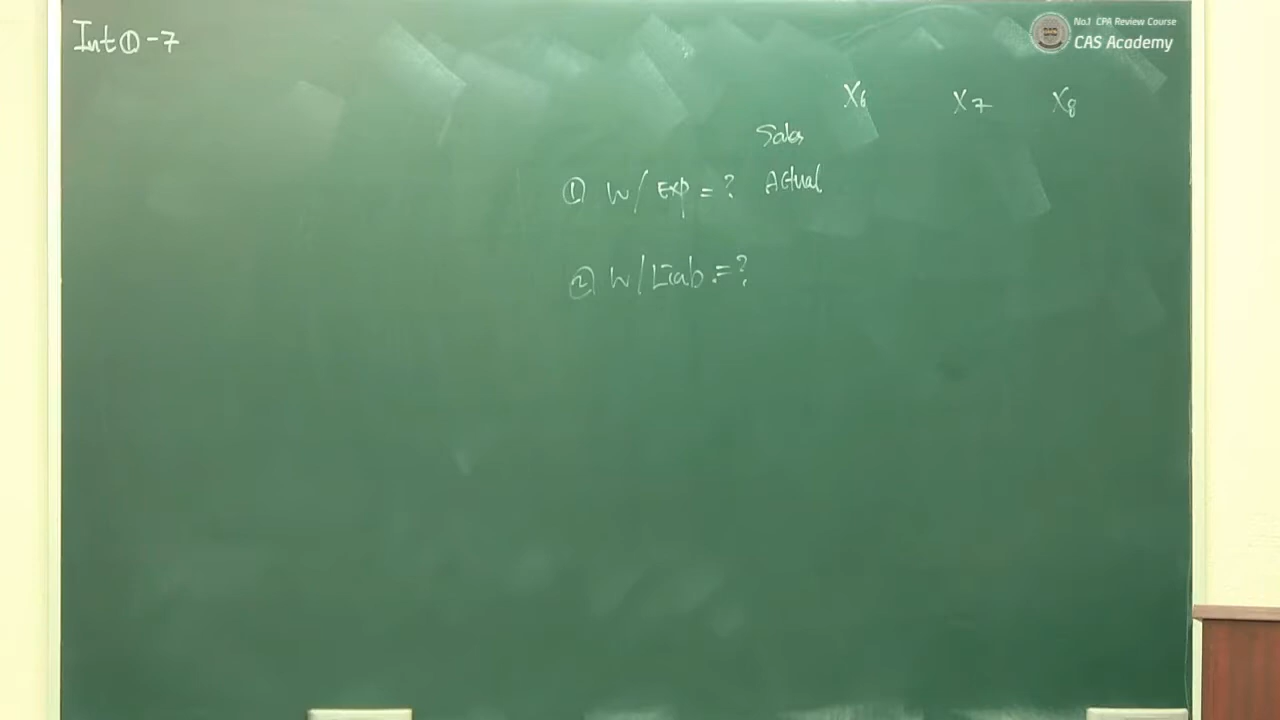 Int①-7
No.1 CPA Review Course
CAS Academy
X6 X7 X8
Sales
① W/Exp = ? Actual
② W/Liab. = ?